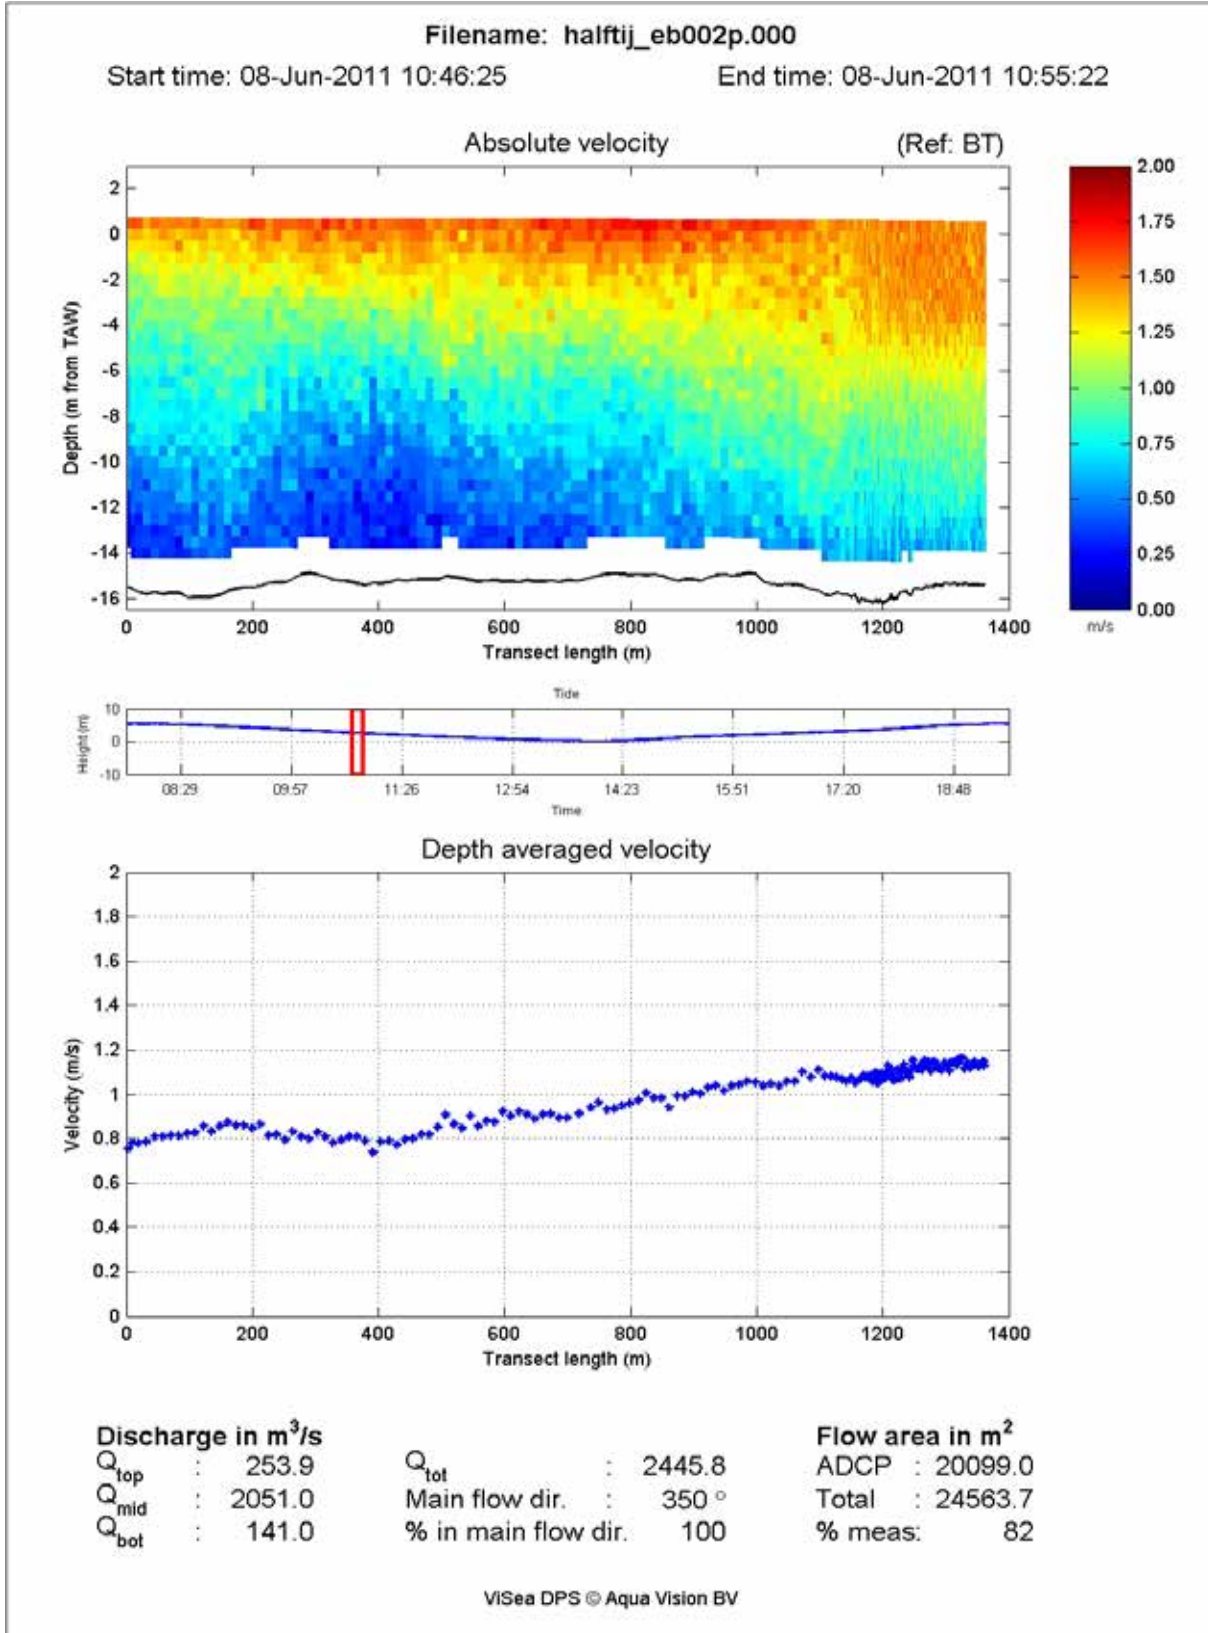 Filename: halftij_eb002p.000
Start time: 08-Jun-2011 10:46:25 End time: 08-Jun-2011 10:55:22
Absolute velocity (Ref: BT)
2
0
-2
-4
-6
-8
-10
-12
-14
-16
Depth (m from TAW)
0 200 400 600 800 1000 1200 1400
Transect length (m)
2.00
1.75
1.50
1.25
1.00
0.75
0.50
0.25
0.00
m/s
Tide
10
0
-10
Height (m)
08:29 09:57 11:26 12:54 14:23 15:51 17:20 18:48
Time
Depth averaged velocity
2
1.8
1.6
1.4
1.2
1
0.8
0.6
0.4
0.2
0
Velocity (m/s)
0 200 400 600 800 1000 1200 1400
Transect length (m)
Discharge in m³/s Flow area in m²
Q_top : 253.9 Q_tot : 2445.8 ADCP : 20099.0
Q_mid : 2051.0 Main flow dir. : 350 ° Total : 24563.7
Q_bot : 141.0 % in main flow dir. 100 % meas: 82
ViSea DPS © Aqua Vision BV